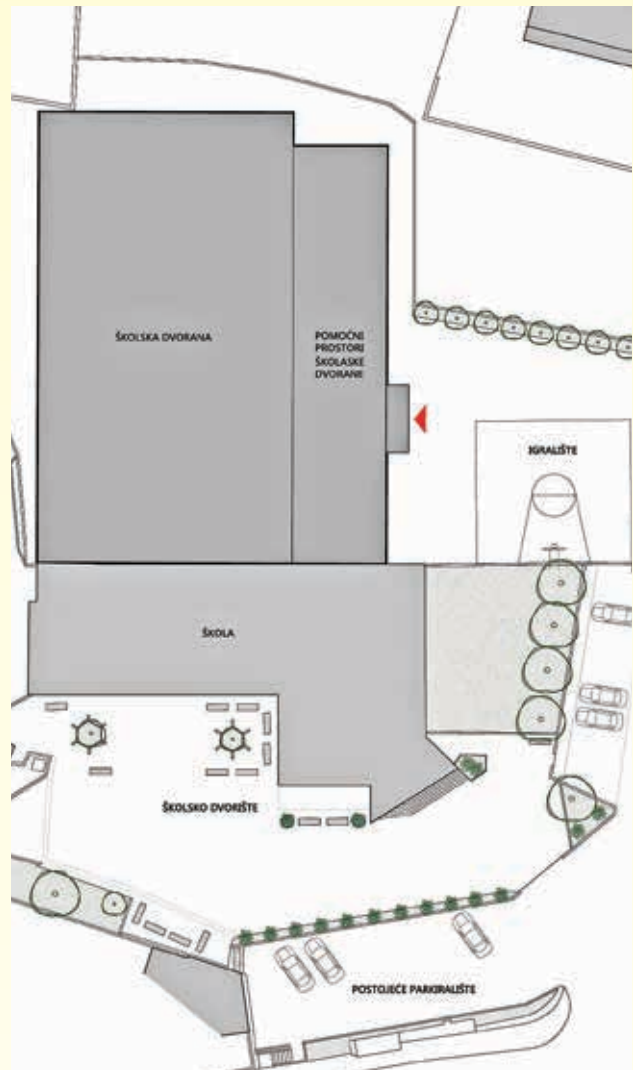 ŠKOLSKA DVORANA
POMOĆNI
PROSTORI
ŠKOLASKE
DVORANE
IGRALIŠTE
ŠKOLA
ŠKOLSKO DVORIŠTE
POSTOJEĆE PARKIRALIŠTE